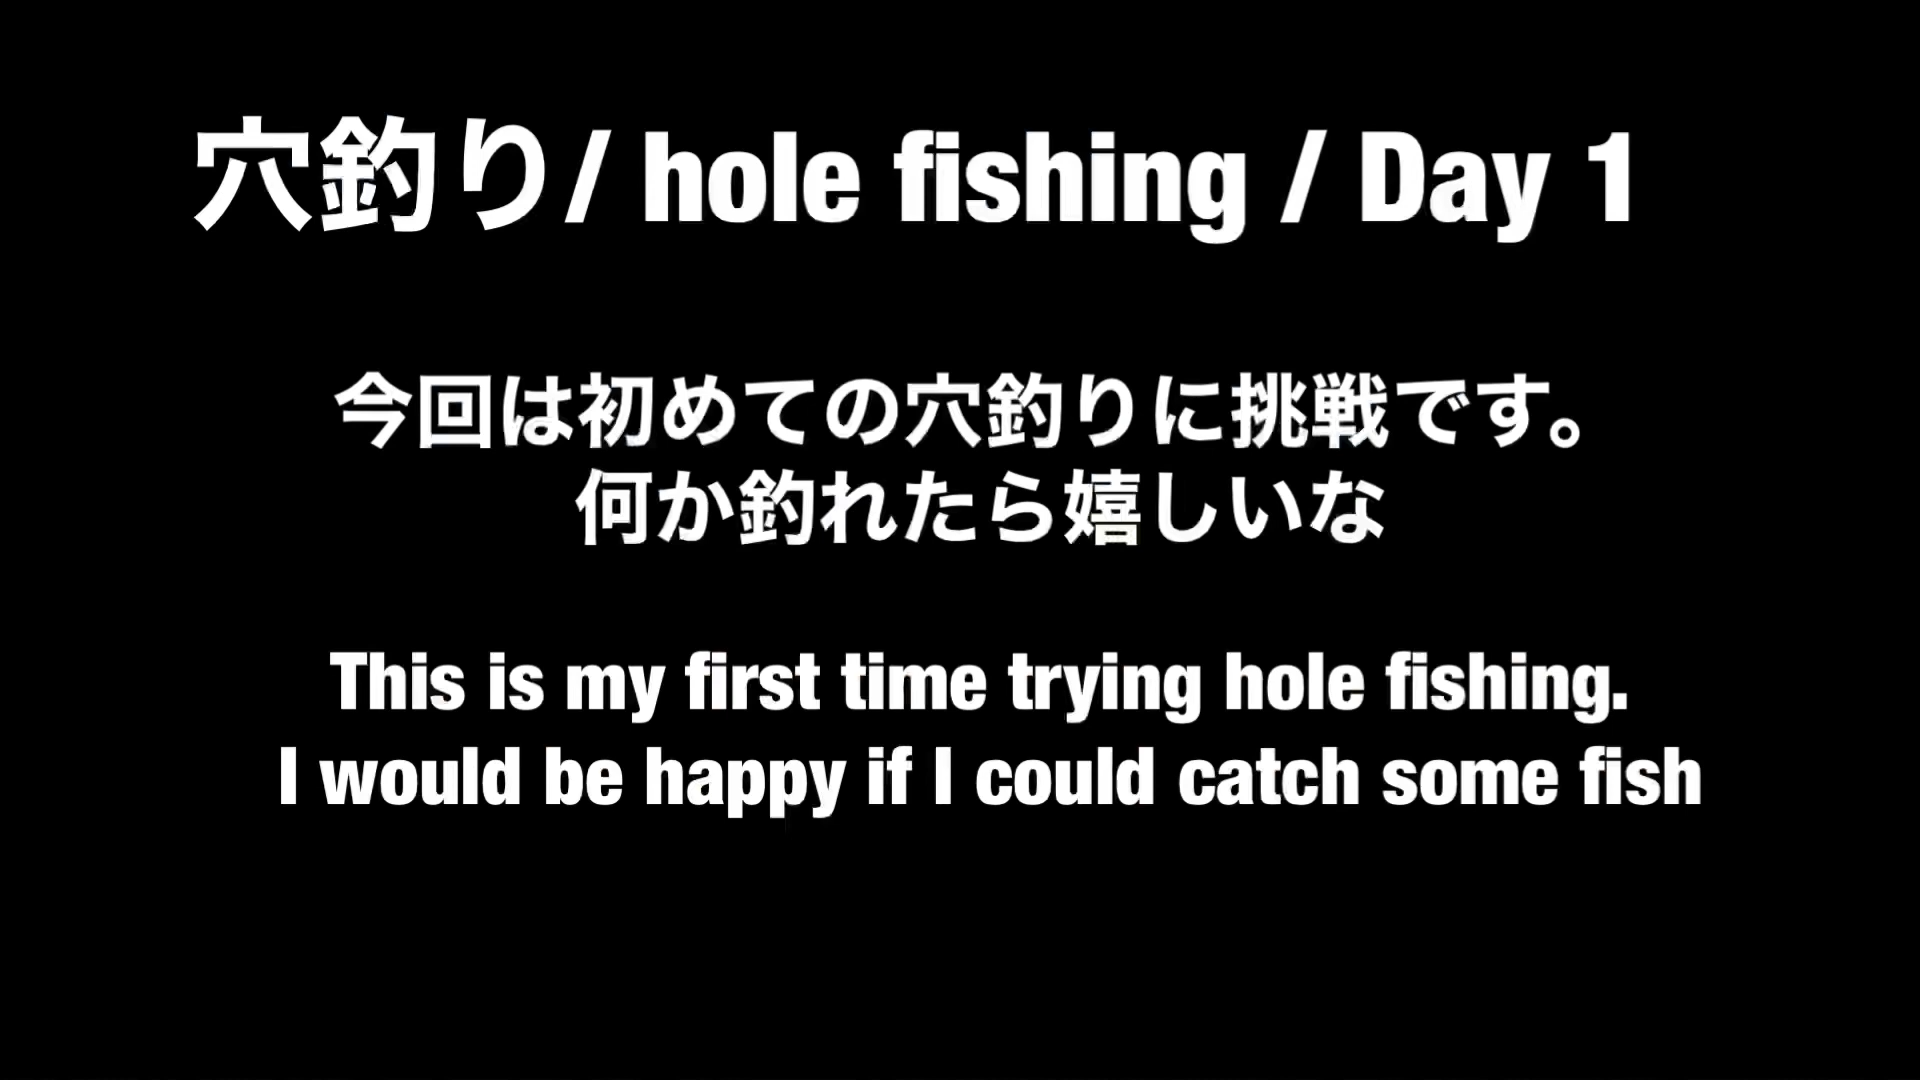 穴釣り/ hole fishing / Day 1
今回は初めての穴釣りに挑戦です。
何か釣れたら嬉しいな
This is my first time trying hole fishing.
I would be happy if I could catch some fish